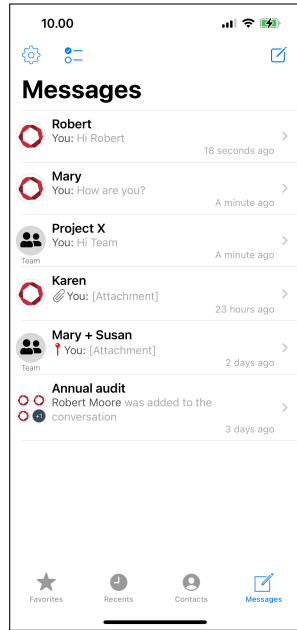 10.00
Messages
Robert
You: Hi Robert
18 seconds ago
Mary
You: How are you?
A minute ago
Project X
You: Hi Team
Team
A minute ago
Karen
You: [Attachment]
23 hours ago
Mary + Susan
You: [Attachment]
Team
2 days ago
Annual audit
Robert Moore was added to the
+1
conversation
3 days ago
Favorites Recents Contacts Messages